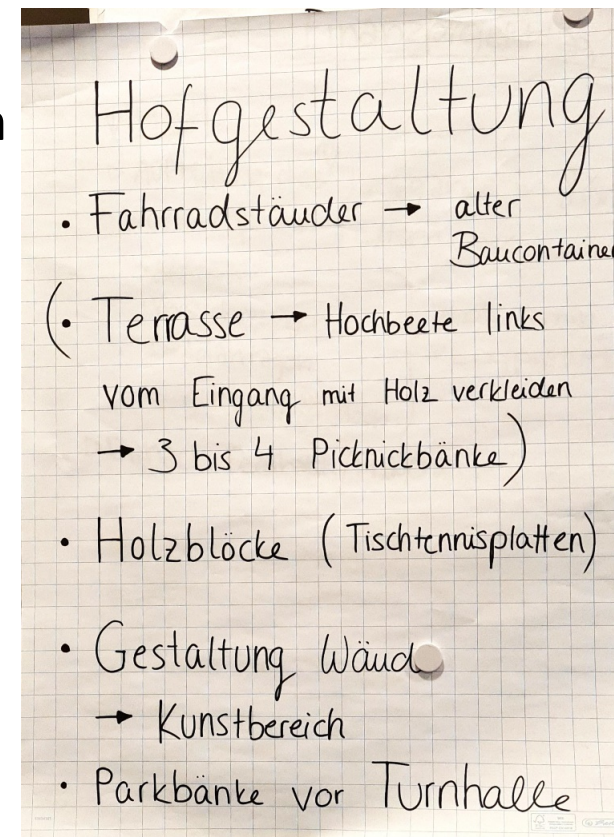 n
Hofgestaltung
• Fahrradständer → alter
Baucontainer
(• Terrasse → Hochbeete links
vom Eingang mit Holz verkleiden
→ 3 bis 4 Picknickbänke)
• Holzblöcke (Tischtennisplatten)
• Gestaltung Wänd
→ Kunstbereich
• Parkbänke vor Turnhalle